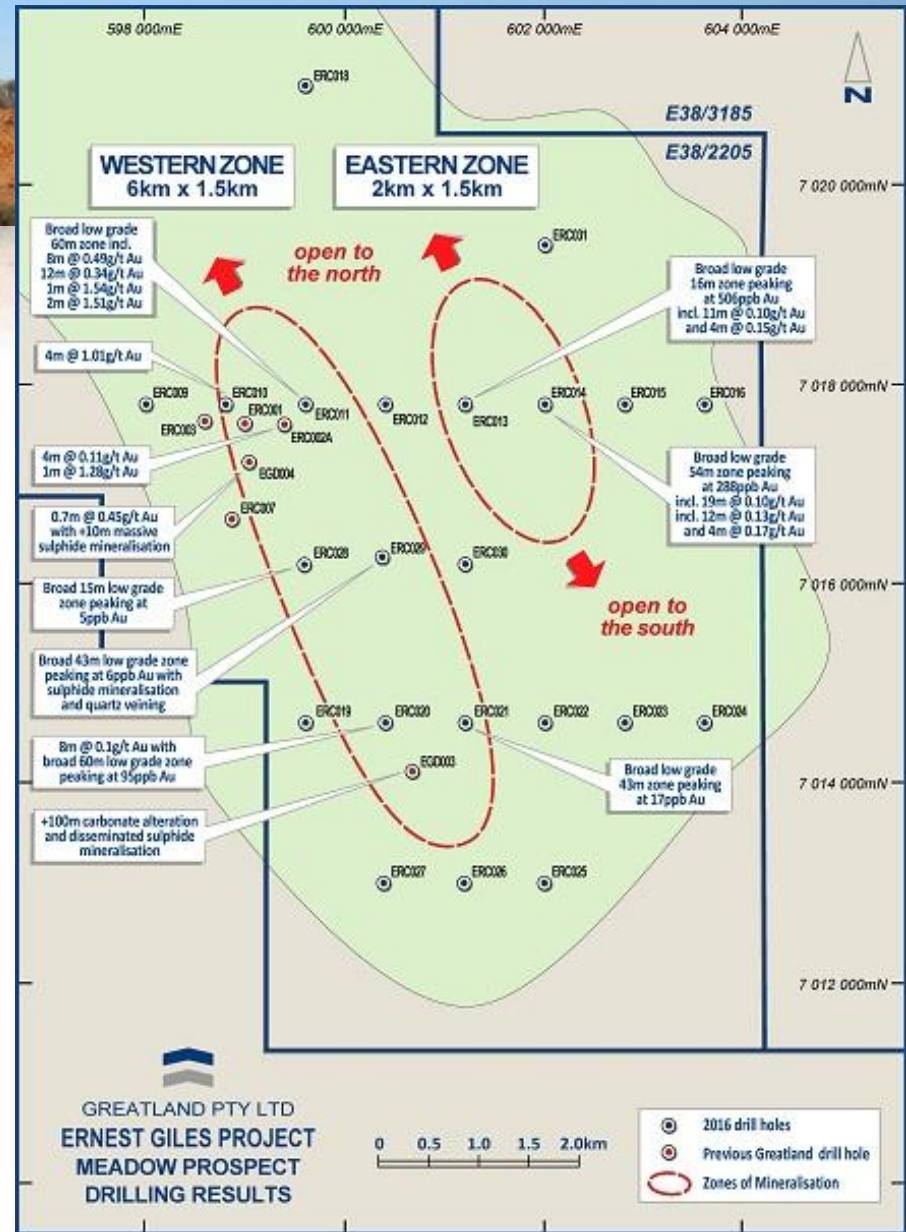 598 000mE
600 000mE
602 000mE
604 000mE
ERC018
N
E38/3185
E38/2205
WESTERN ZONE
6km x 1.5km
EASTERN ZONE
2km x 1.5km
7 020 000mN
Broad low grade
60m zone incl.
8m @ 0.49g/t Au
12m @ 0.34g/t Au
1m @ 1.54g/t Au
2m @ 1.51g/t Au
open to
the north
ERC031
Broad low grade
16m zone peaking
at 506ppb Au
incl. 11m @ 0.10g/t Au
and 4m @ 0.15g/t Au
4m @ 1.01g/t Au
7 018 000mN
ERC009
ERC010
ERC011
ERC012
ERC013
ERC014
ERC015
ERC016
ERC003
ERC001
ERC002A
4m @ 0.11g/t Au
1m @ 1.28g/t Au
EGD004
Broad low grade
54m zone peaking
at 288ppb Au
incl. 19m @ 0.10g/t Au
incl. 12m @ 0.13g/t Au
and 4m @ 0.17g/t Au
0.7m @ 0.45g/t Au
with +10m massive
sulphide mineralisation
ERC007
ERC028
ERC029
ERC030
7 016 000mN
Broad 15m low grade
zone peaking at
5ppb Au
open to
the south
Broad 43m low grade zone
peaking at 6ppb Au with
sulphide mineralisation
and quartz veining
ERC019
ERC020
ERC021
ERC022
ERC023
ERC024
8m @ 0.1g/t Au with
broad 60m low grade zone
peaking at 95ppb Au
EGD003
Broad low grade
43m zone peaking
at 17ppb Au
7 014 000mN
+100m carbonate alteration
and disseminated sulphide
mineralisation
ERC027
ERC026
ERC025
7 012 000mN
GREATLAND PTY LTD
ERNEST GILES PROJECT
MEADOW PROSPECT
DRILLING RESULTS
0 0.5 1.0 1.5 2.0km
2016 drill holes
Previous Greatland drill hole
Zones of Mineralisation